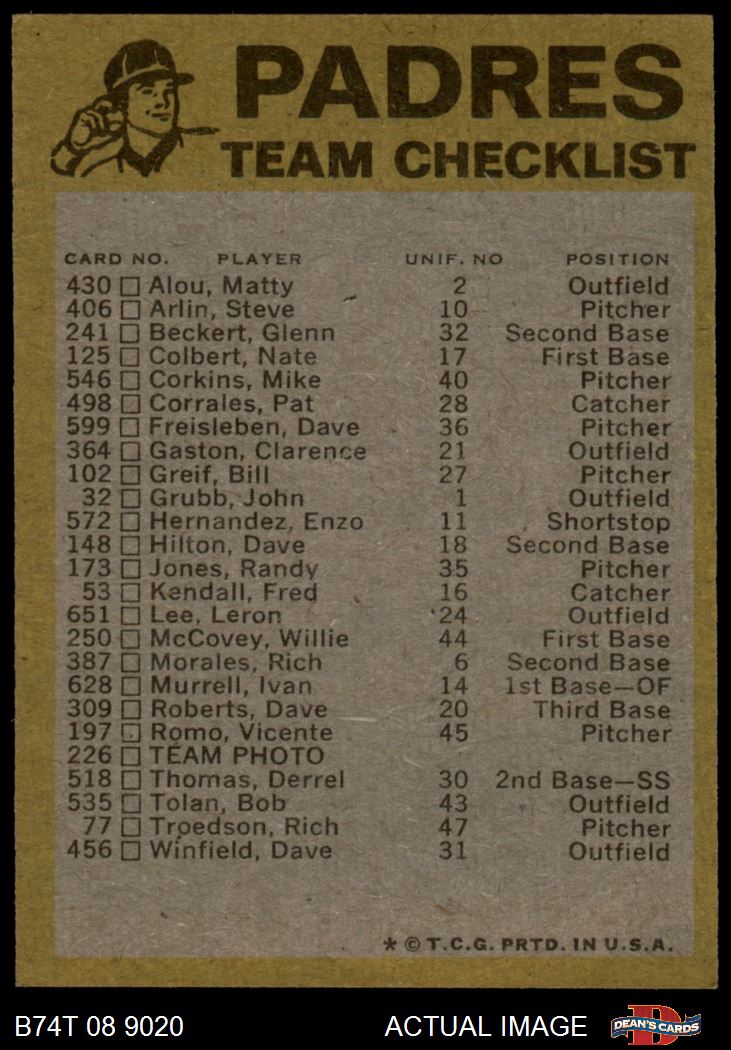 PADRES
TEAM CHECKLIST
CARD NO. PLAYER UNIF. NO POSITION
430 Alou, Matty 2 Outfield
406 Arlin, Steve 10 Pitcher
241 Beckert, Glenn 32 Second Base
125 Colbert, Nate 17 First Base
546 Corkins, Mike 40 Pitcher
498 Corrales, Pat 28 Catcher
599 Freisleben, Dave 36 Pitcher
364 Gaston, Clarence 21 Outfield
102 Greif, Bill 27 Pitcher
32 Grubb, John 1 Outfield
572 Hernandez, Enzo 11 Shortstop
148 Hilton, Dave 18 Second Base
173 Jones, Randy 35 Pitcher
53 Kendall, Fred 16 Catcher
651 Lee, Leron 24 Outfield
250 McCovey, Willie 44 First Base
387 Morales, Rich 6 Second Base
628 Murrell, Ivan 14 1st Base—OF
309 Roberts, Dave 20 Third Base
197 Romo, Vicente 45 Pitcher
226 TEAM PHOTO
518 Thomas, Derrel 30 2nd Base—SS
535 Tolan, Bob 43 Outfield
77 Troedson, Rich 47 Pitcher
456 Winfield, Dave 31 Outfield
* © T.C.G. PRTD. IN U.S.A.
B74T 08 9020 ACTUAL IMAGE
D
DEAN'S CARDS